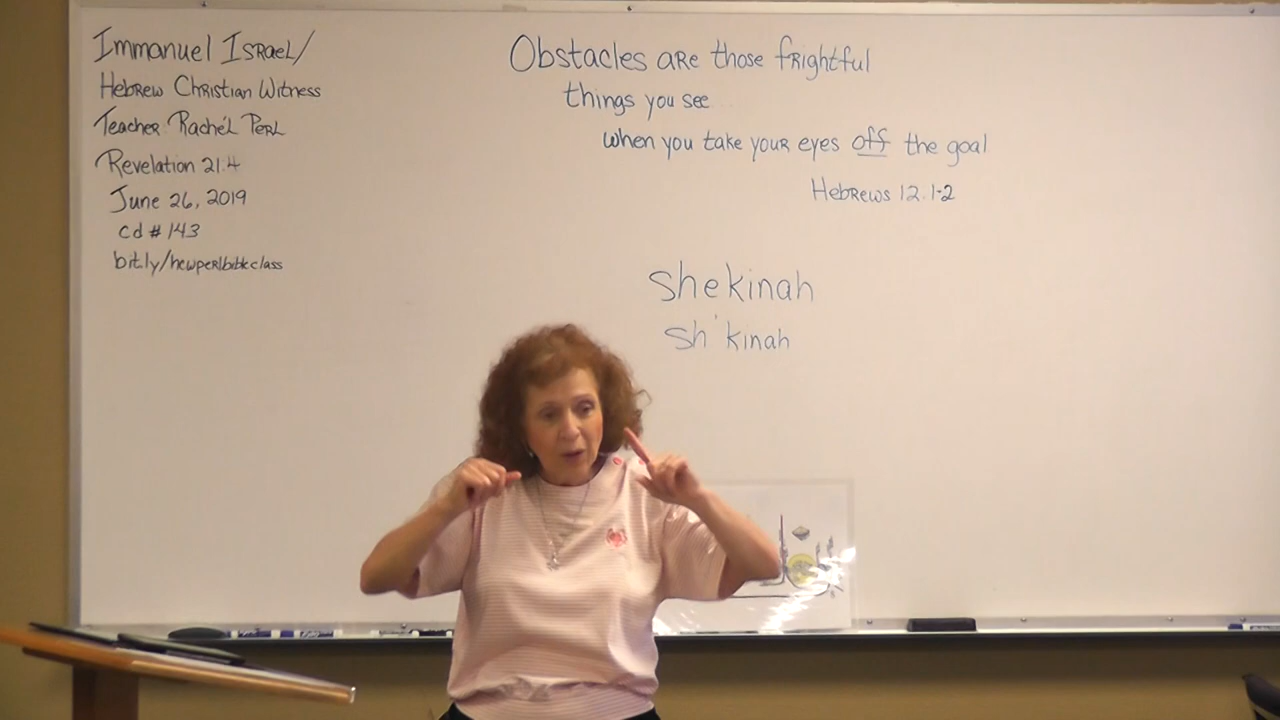 Immanuel Israel/
Hebrew Christian Witness
Teacher: Rache'l Perl
Revelation 21.4
June 26, 2019
cd # 143
bit.ly/newperlbibleclass
Obstacles are those frightful
things you see
when you take your eyes off the goal
Hebrews 12.1-2
shekinah
sh'kinah